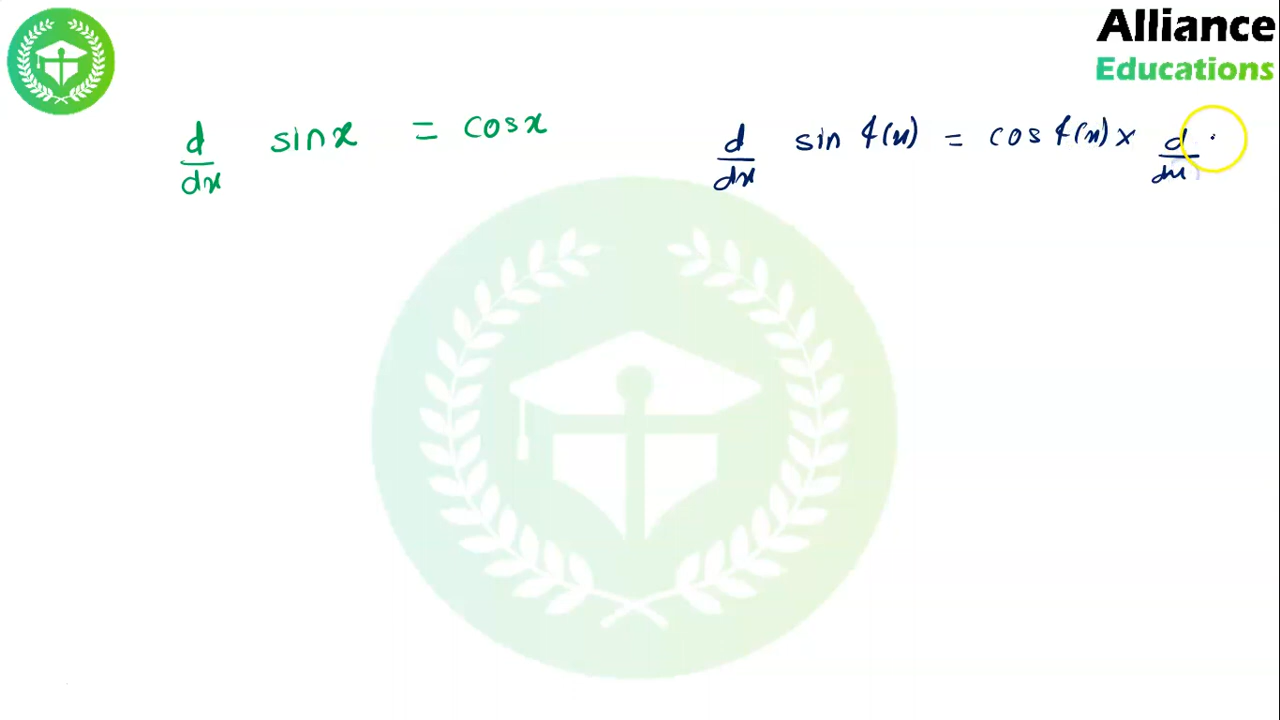 Alliance
Educations
d/dx sin x = cos x
d/dx sin f(x) = cos f(x) × d/dx